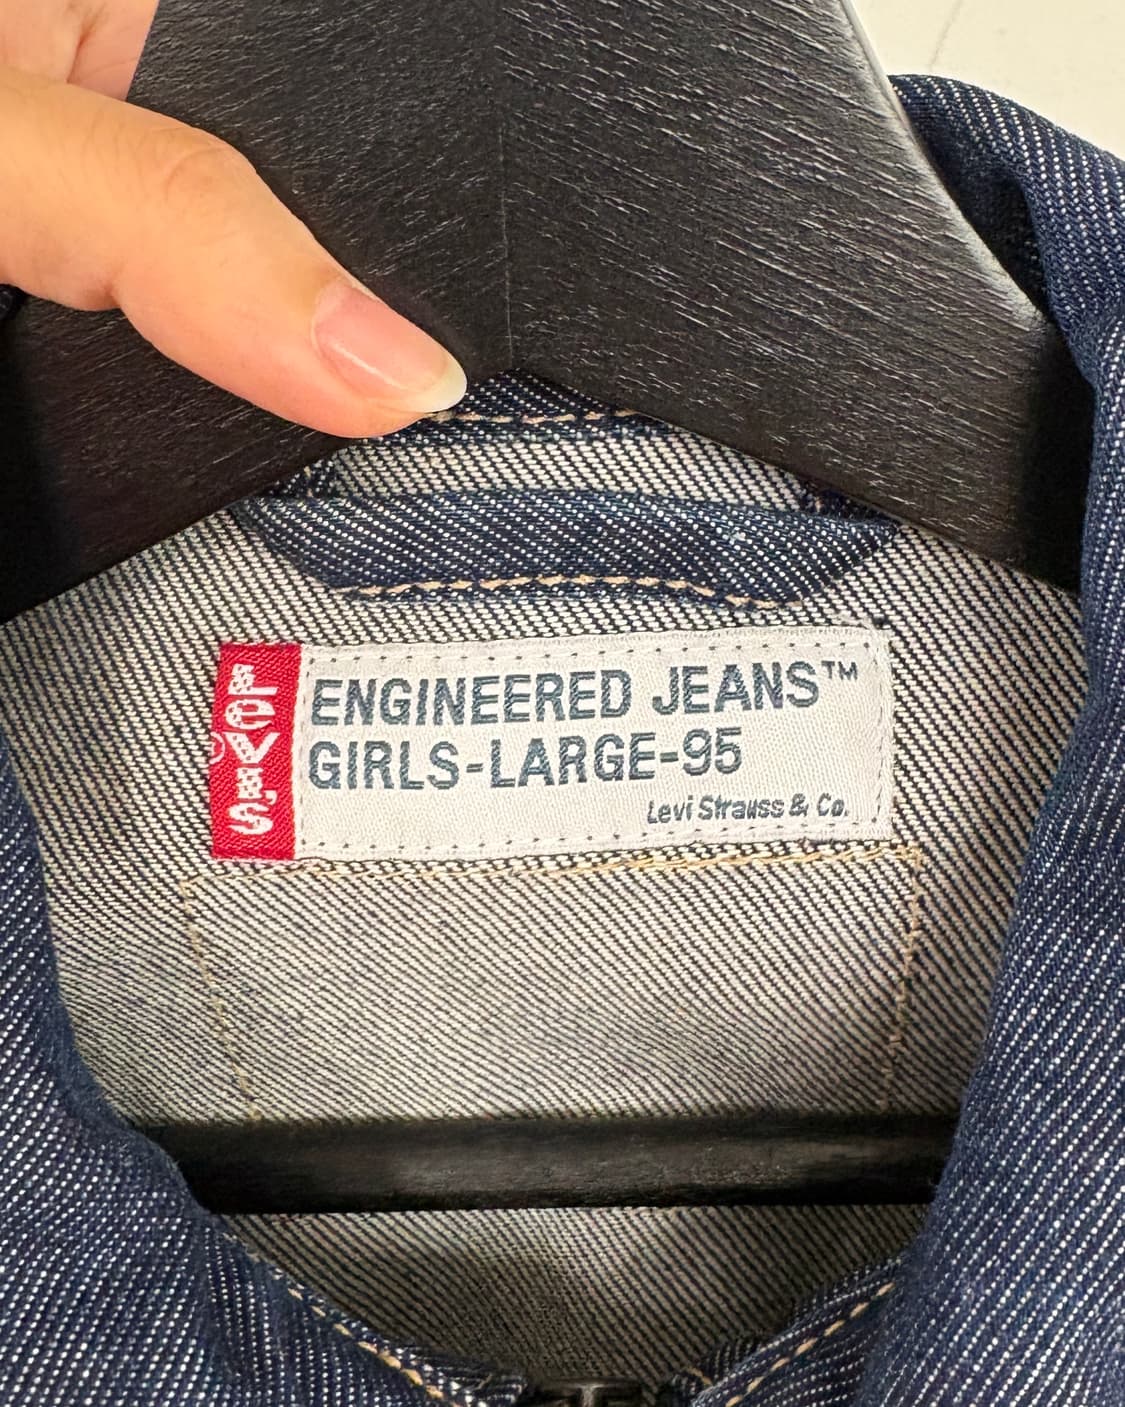 LEVI'S®
ENGINEERED JEANS™
GIRLS-LARGE-95
Levi Strauss & Co.